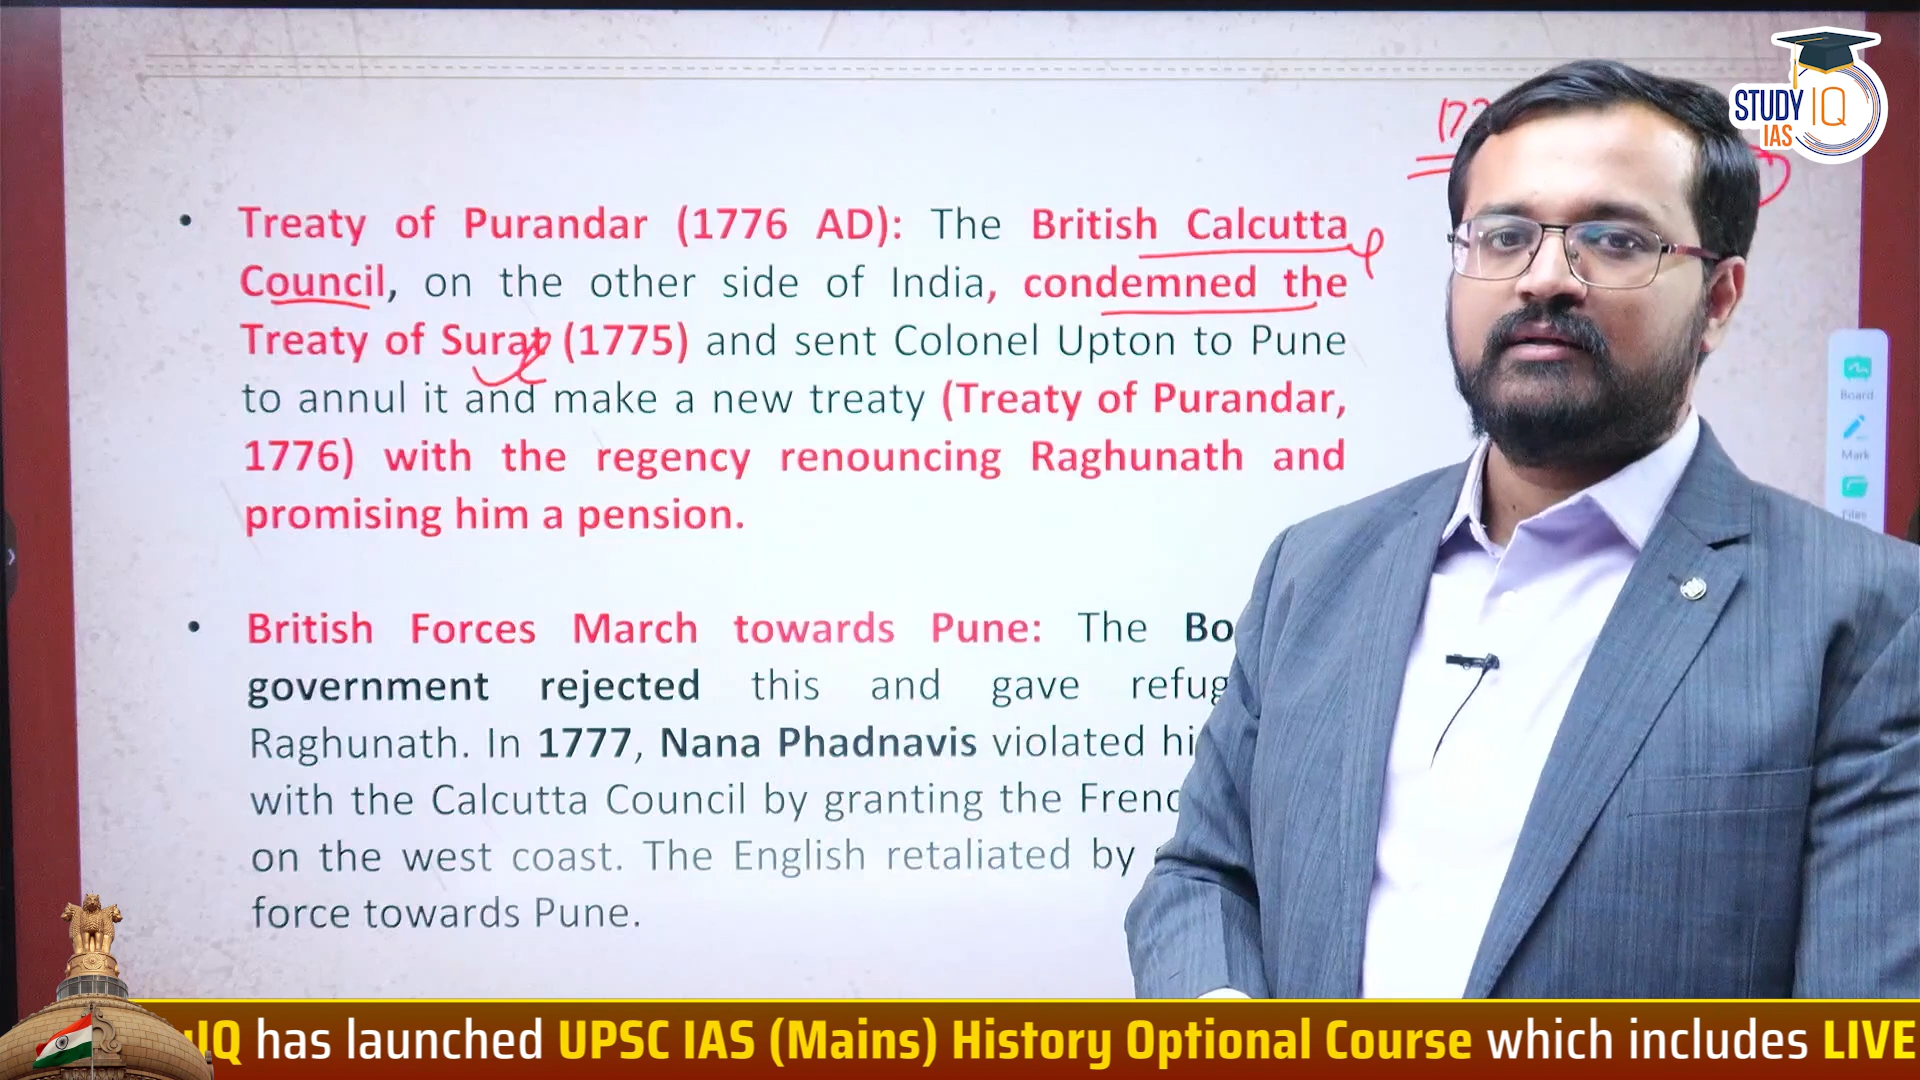 STUDY IQ
IAS
Treaty of Purandar (1776 AD): The British Calcutta
Council, on the other side of India, condemned the
Treaty of Surat (1775) and sent Colonel Upton to Pune
to annul it and make a new treaty (Treaty of Purandar,
1776) with the regency renouncing Raghunath and
promising him a pension.
British Forces March towards Pune: The Bo
government rejected this and gave refug
Raghunath. In 1777, Nana Phadnavis violated hi
with the Calcutta Council by granting the Frenc
on the west coast. The English retaliated by
force towards Pune.
Board
Mark
Files
IQ has launched UPSC IAS (Mains) History Optional Course which includes LIVE